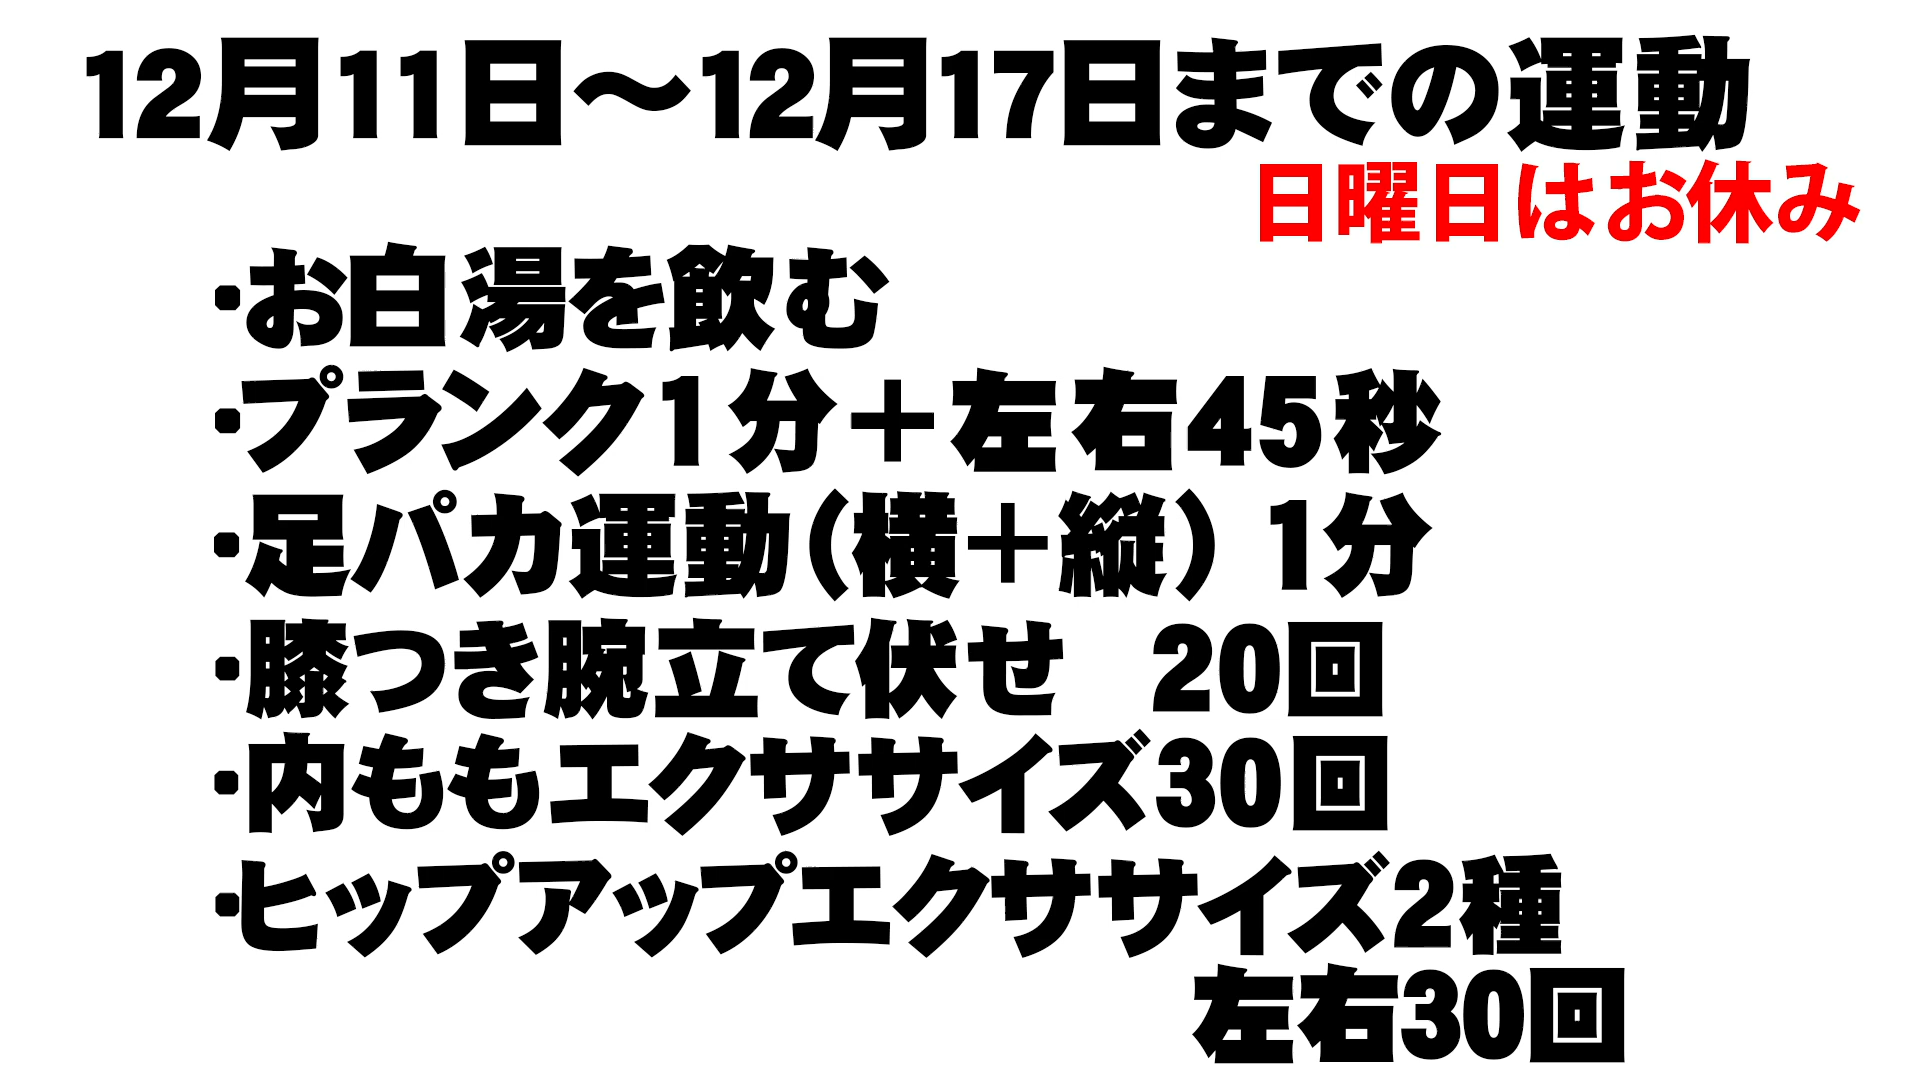 12月11日～12月17日までの運動
日曜日はお休み
・お白湯を飲む
・プランク1分＋左右45秒
・足パカ運動（横＋縦） 1分
・膝つき腕立て伏せ　20回
・内ももエクササイズ30回
・ヒップアップエクササイズ2種
左右30回